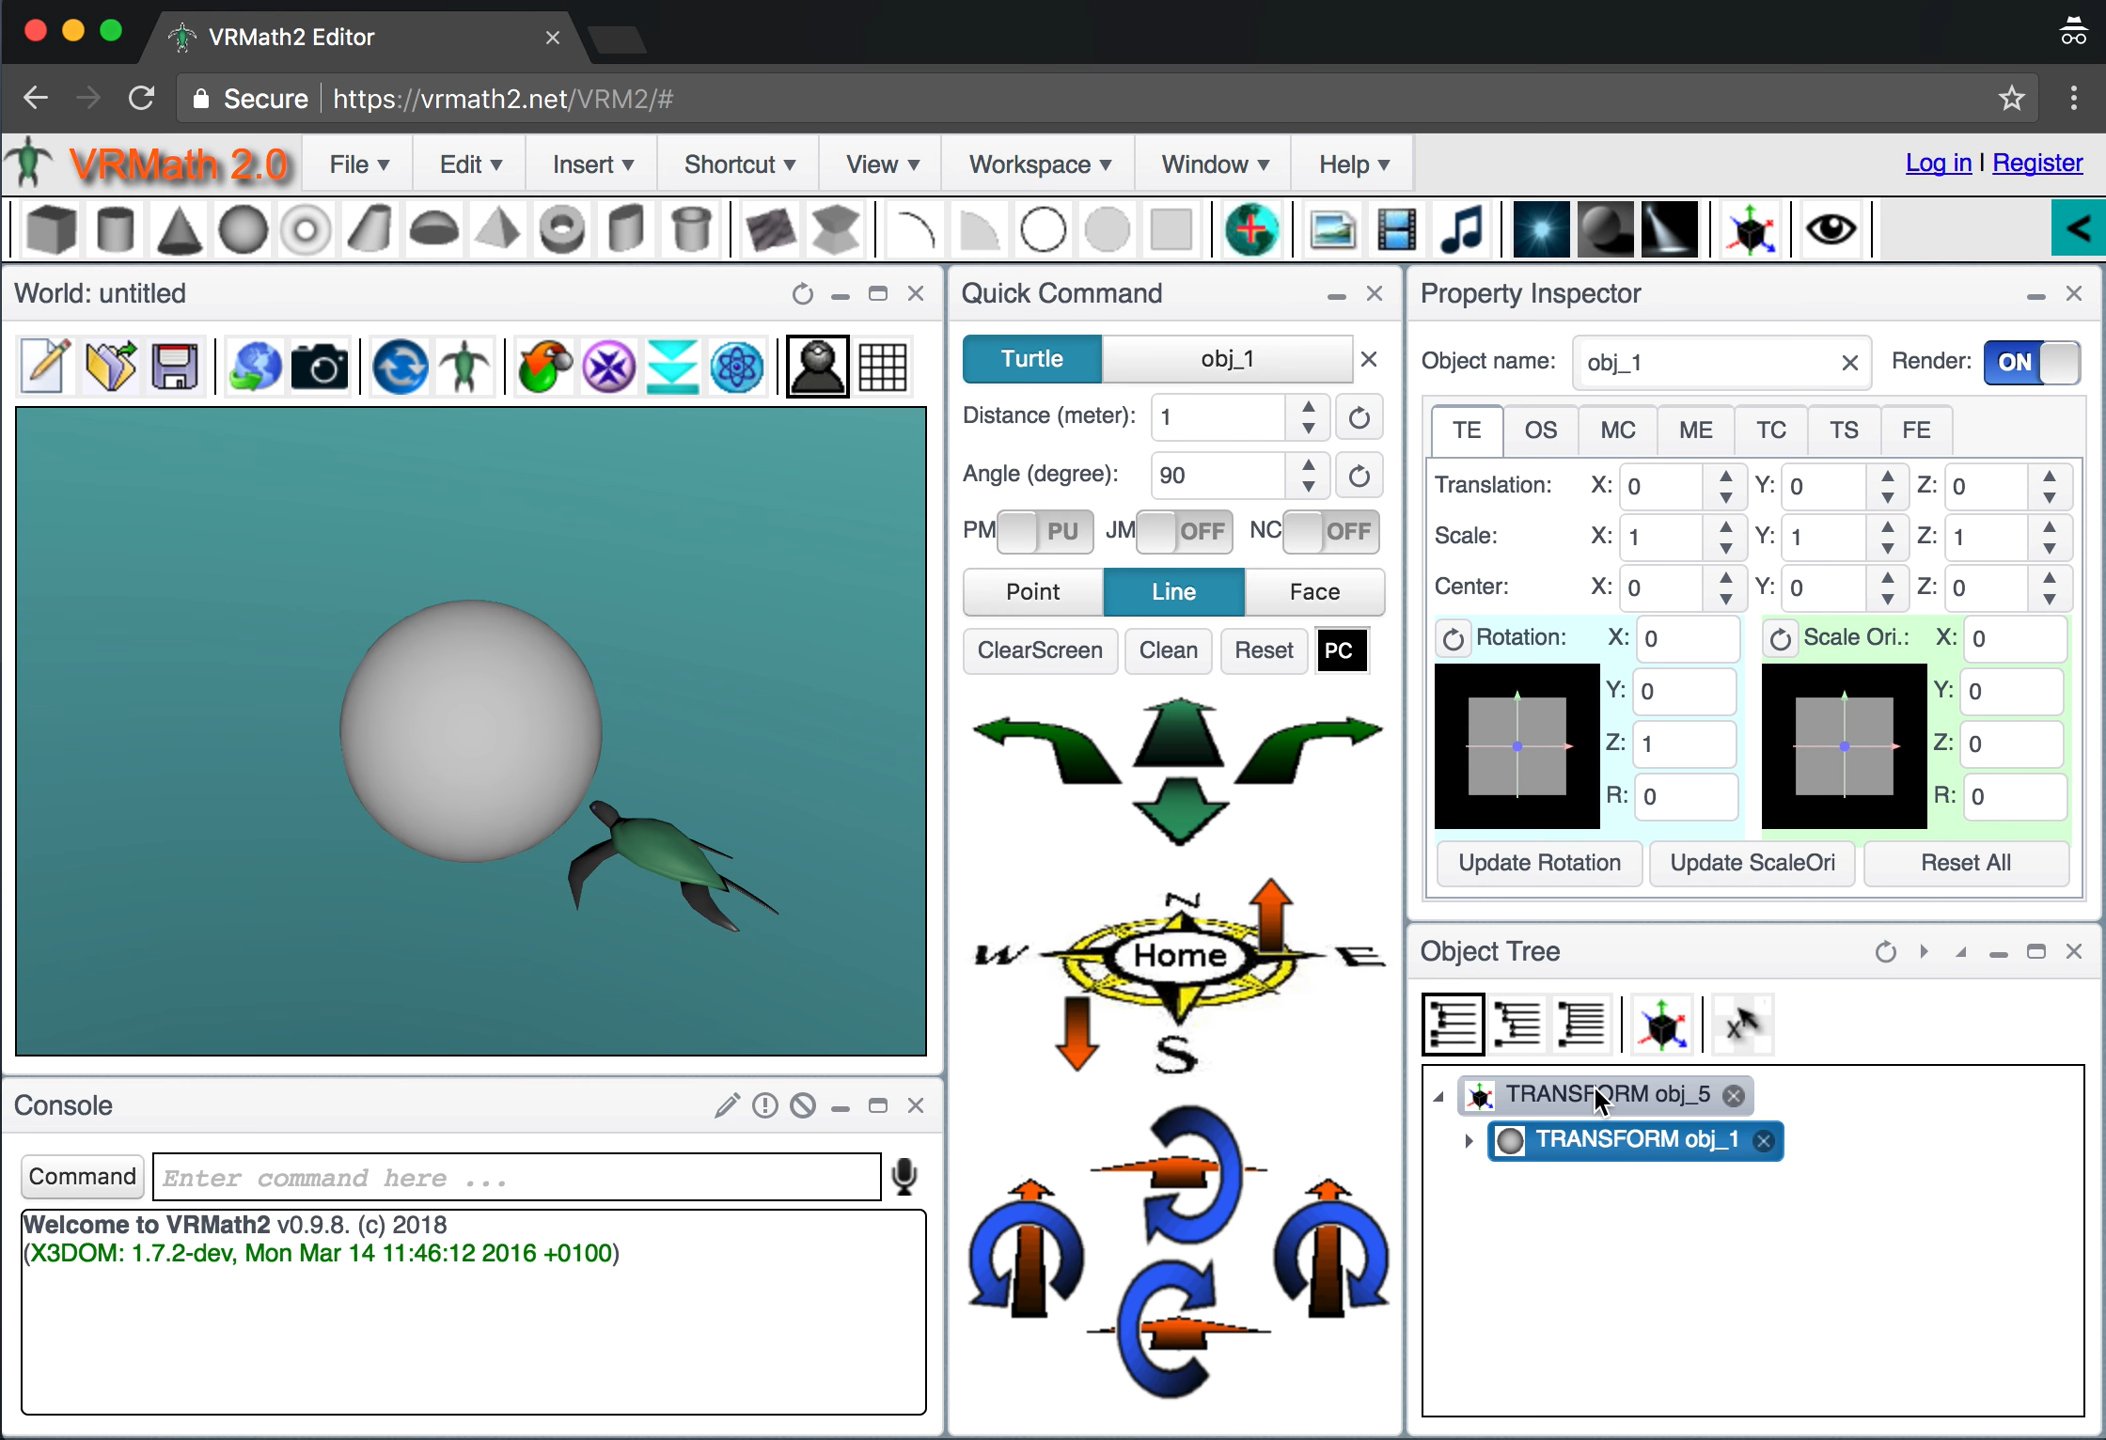 VRMath2 Editor
Secure | https://vrmath2.net/VRM2/#
VRMath 2.0 File Edit Insert Shortcut View Workspace Window Help Log in | Register
World: untitled
Quick Command
Turtle obj_1
Distance (meter): 1
Angle (degree): 90
PM PU JM OFF NC OFF
Point Line Face
ClearScreen Clean Reset PC
N
W Home E
S
Property Inspector
Object name: obj_1 Render: ON
TE OS MC ME TC TS FE
Translation: X: 0 Y: 0 Z: 0
Scale: X: 1 Y: 1 Z: 1
Center: X: 0 Y: 0 Z: 0
Rotation: X: 0 Scale Ori.: X: 0
Y: 0 Y: 0
Z: 1 Z: 0
R: 0 R: 0
Update Rotation Update ScaleOri Reset All
Object Tree
X
TRANSFORM obj_5
TRANSFORM obj_1
Console
Command Enter command here ...
Welcome to VRMath2 v0.9.8. (c) 2018
(X3DOM: 1.7.2-dev, Mon Mar 14 11:46:12 2016 +0100)